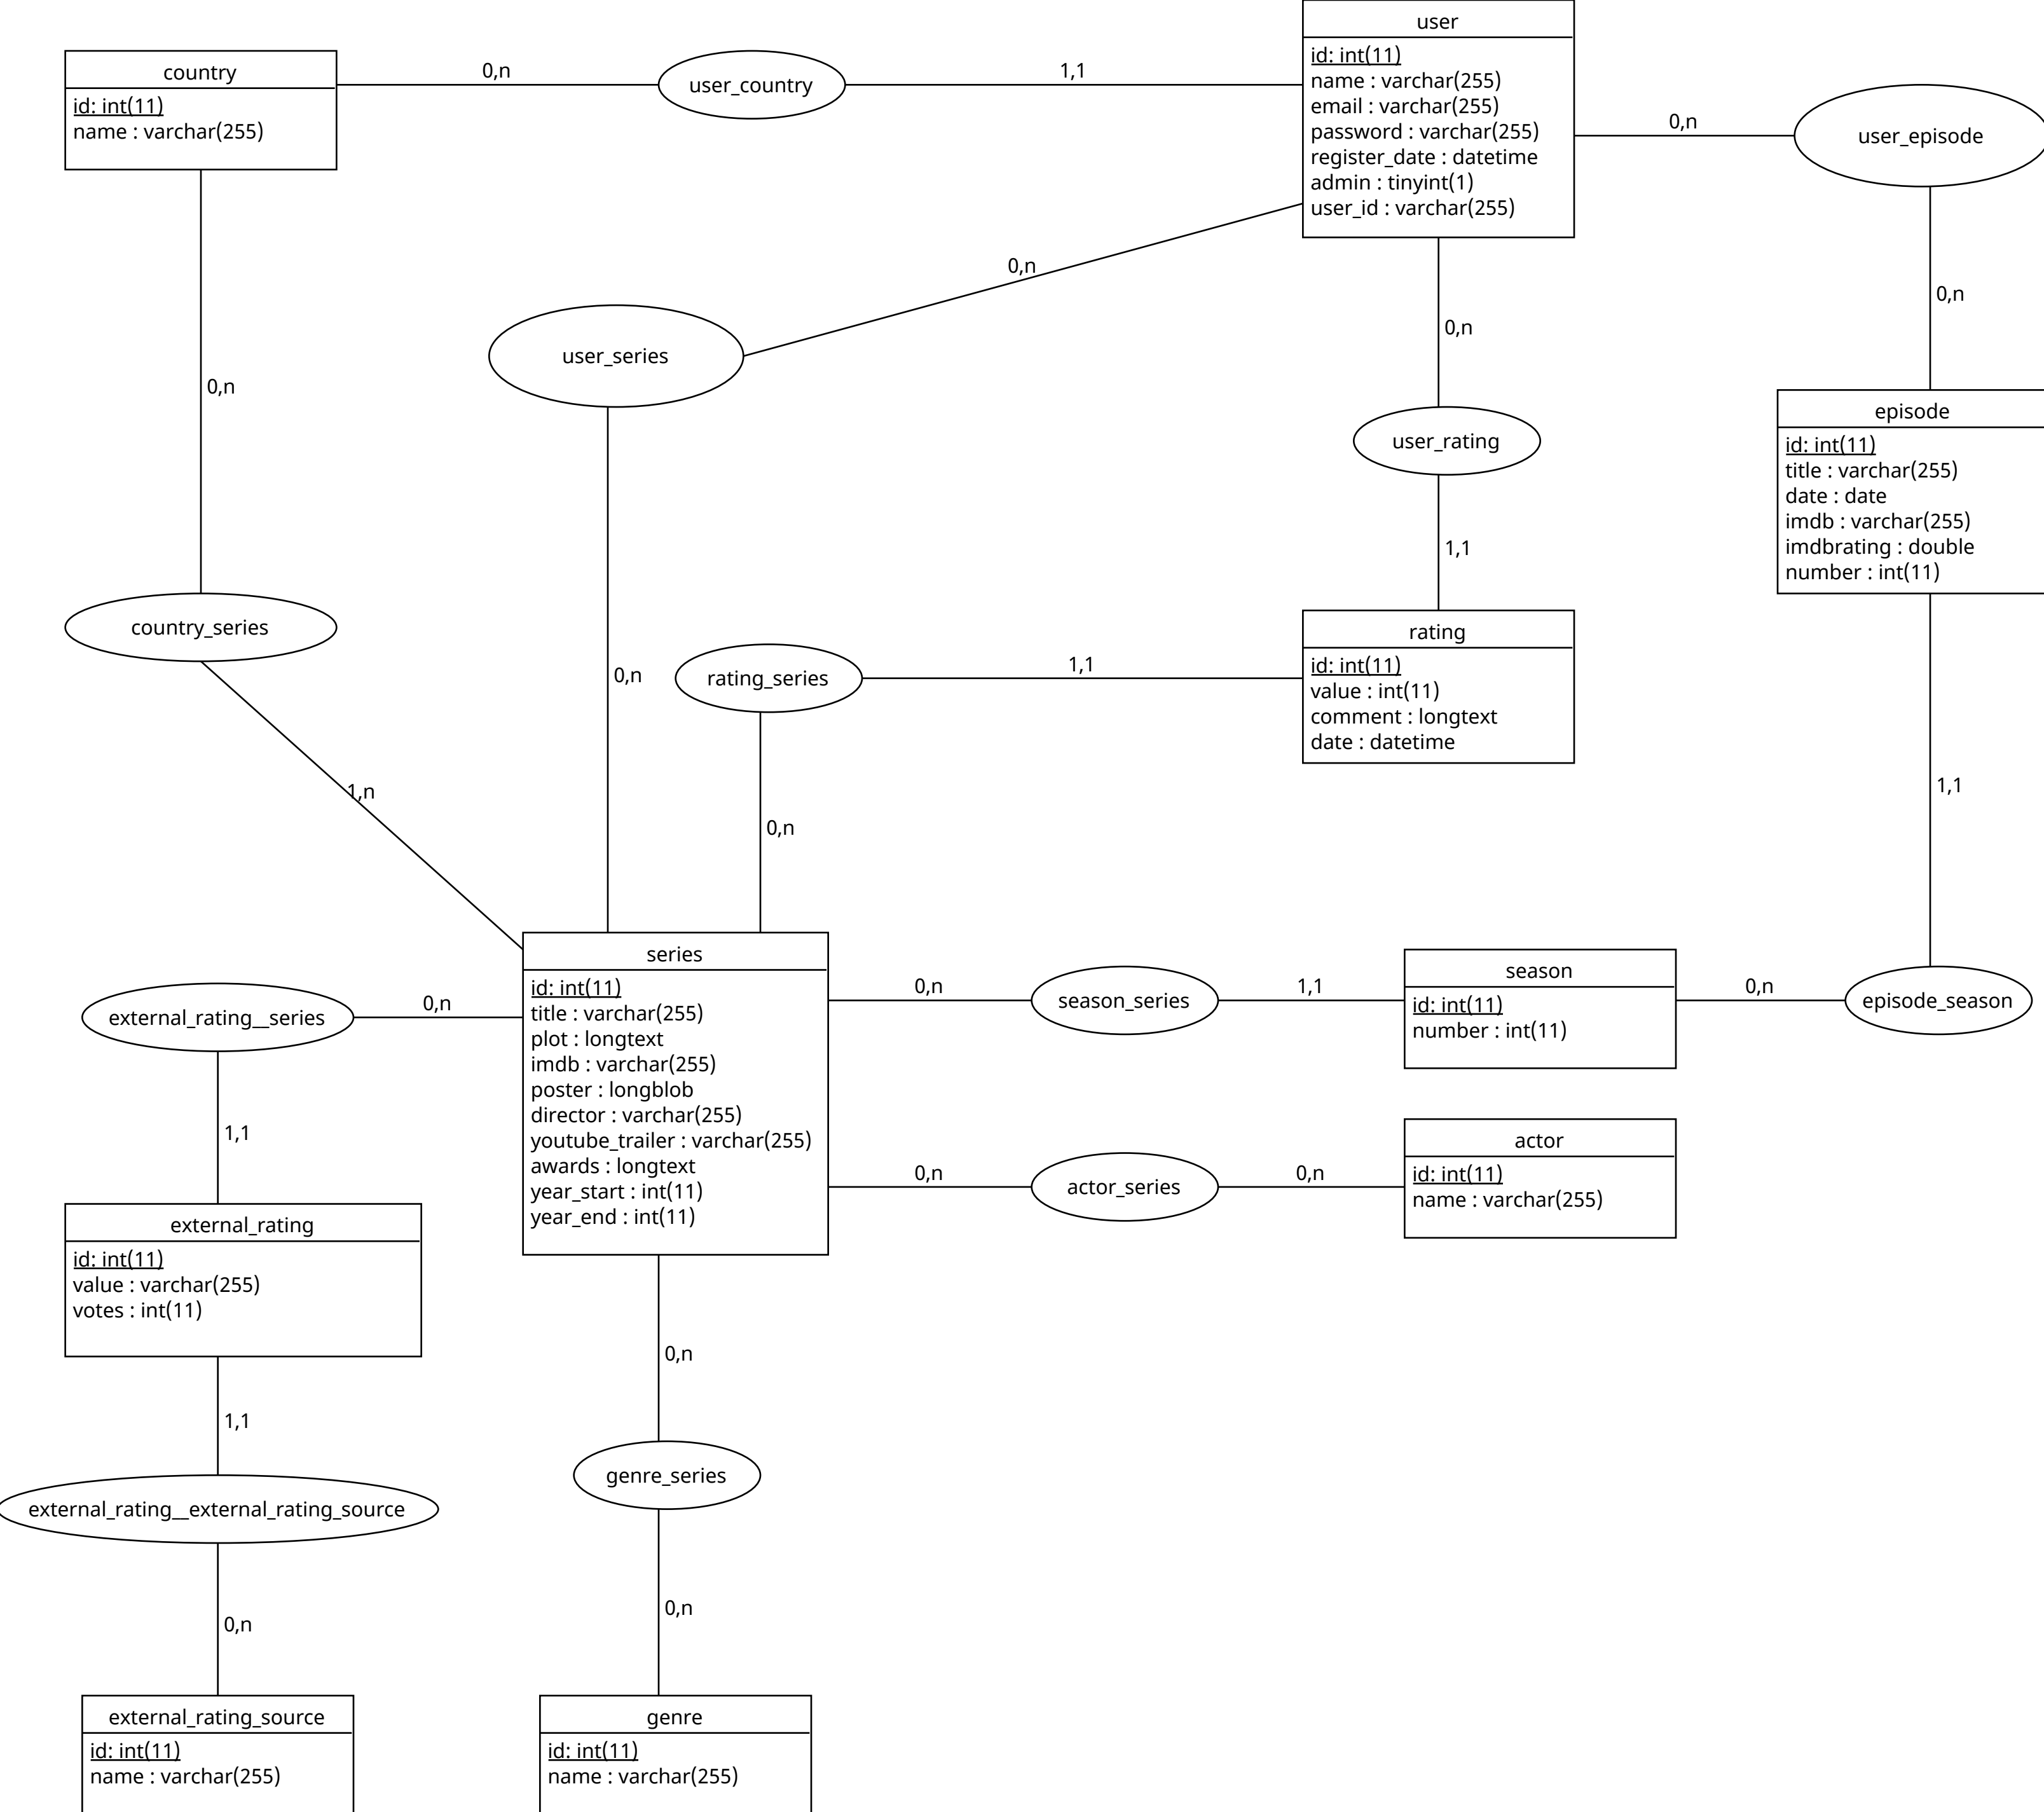 user
id: int(11)
name : varchar(255)
email : varchar(255)
password : varchar(255)
register_date : datetime
admin : tinyint(1)
user_id : varchar(255)
country
id: int(11)
name : varchar(255)
0,n
user_country
1,1
0,n
user_episode
0,n
user_series
0,n
0,n
0,n
user_rating
1,1
episode
id: int(11)
title : varchar(255)
date : date
imdb : varchar(255)
imdbrating : double
number : int(11)
0,n
country_series
1,n
0,n
rating_series
1,1
0,n
rating
id: int(11)
value : int(11)
comment : longtext
date : datetime
1,1
series
id: int(11)
title : varchar(255)
plot : longtext
imdb : varchar(255)
poster : longblob
director : varchar(255)
youtube_trailer : varchar(255)
awards : longtext
year_start : int(11)
year_end : int(11)
0,n
season_series
1,1
season
id: int(11)
number : int(11)
0,n
episode_season
external_rating__series
0,n
1,1
0,n
actor_series
0,n
actor
id: int(11)
name : varchar(255)
external_rating
id: int(11)
value : varchar(255)
votes : int(11)
1,1
external_rating__external_rating_source
0,n
external_rating_source
id: int(11)
name : varchar(255)
0,n
genre_series
0,n
genre
id: int(11)
name : varchar(255)